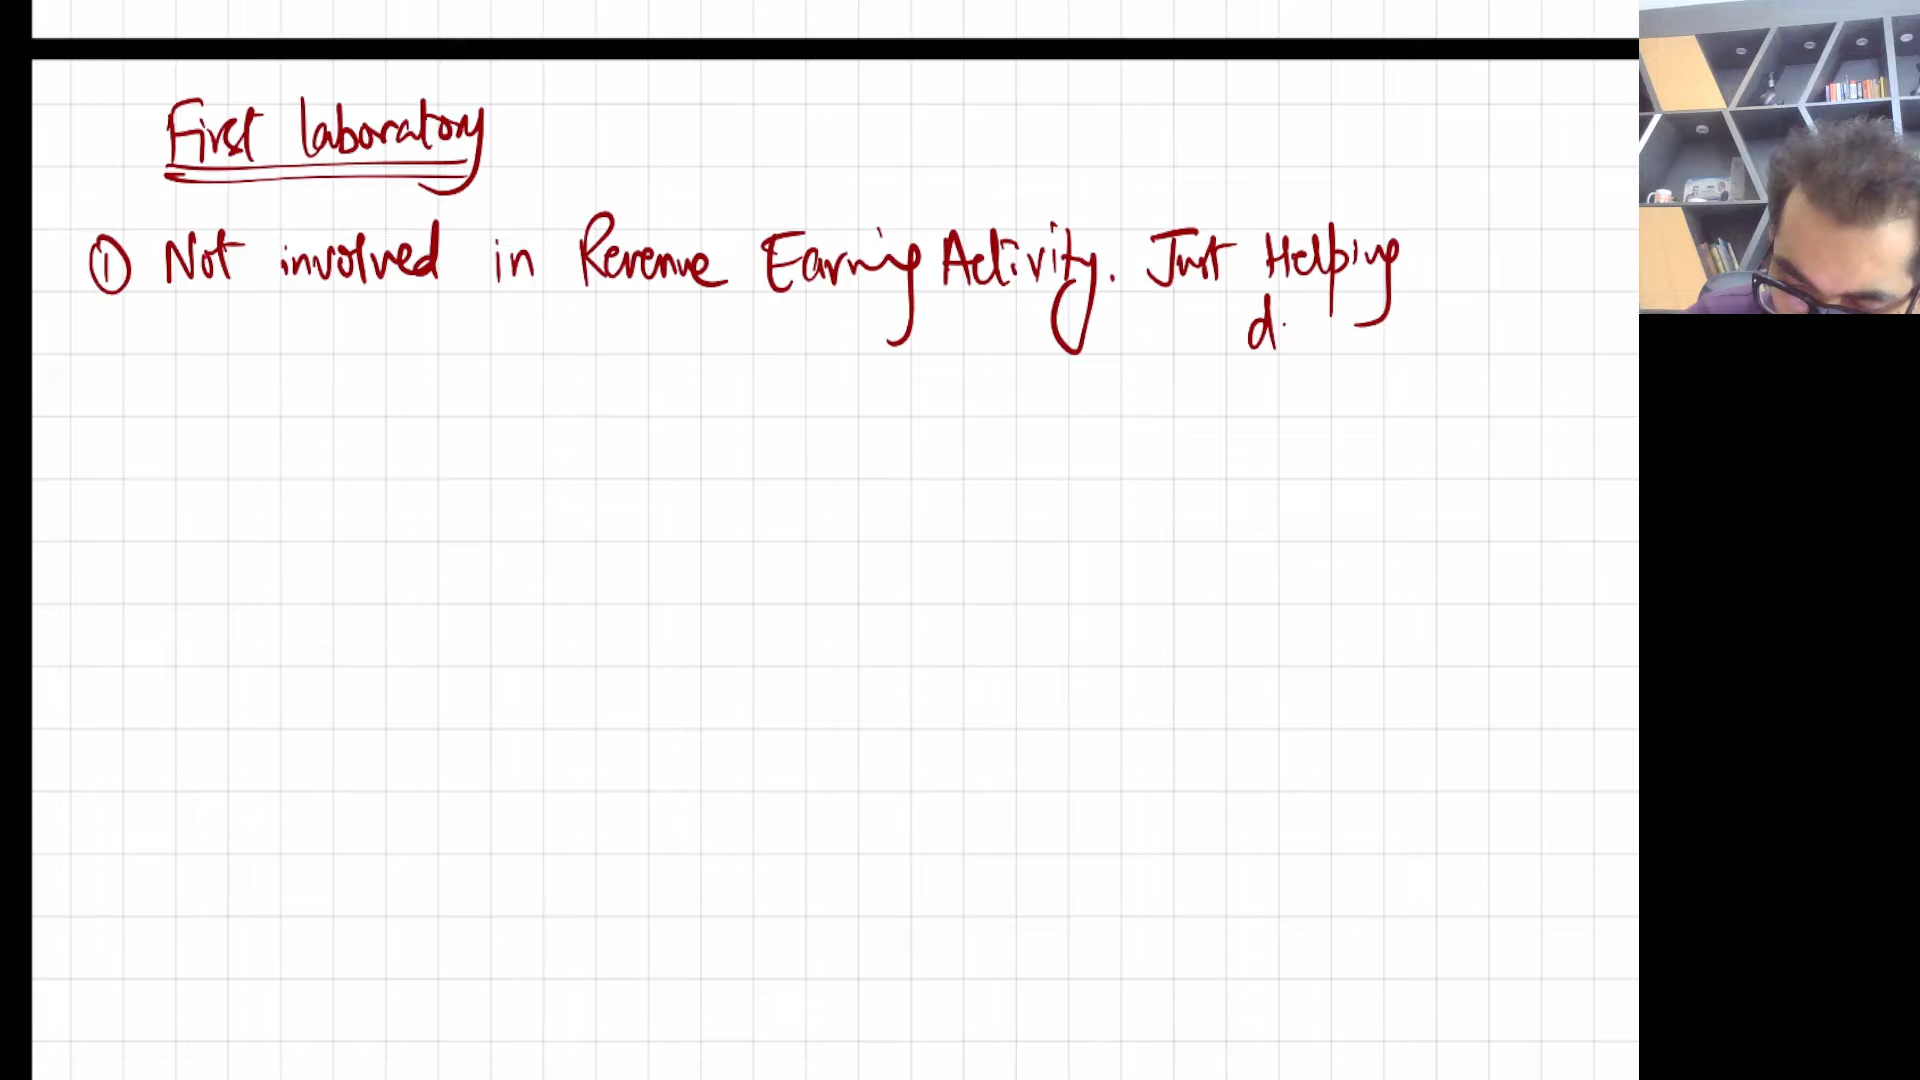 First laboratory
① Not involved in Revenue Earning Activity. Just Helping
d.